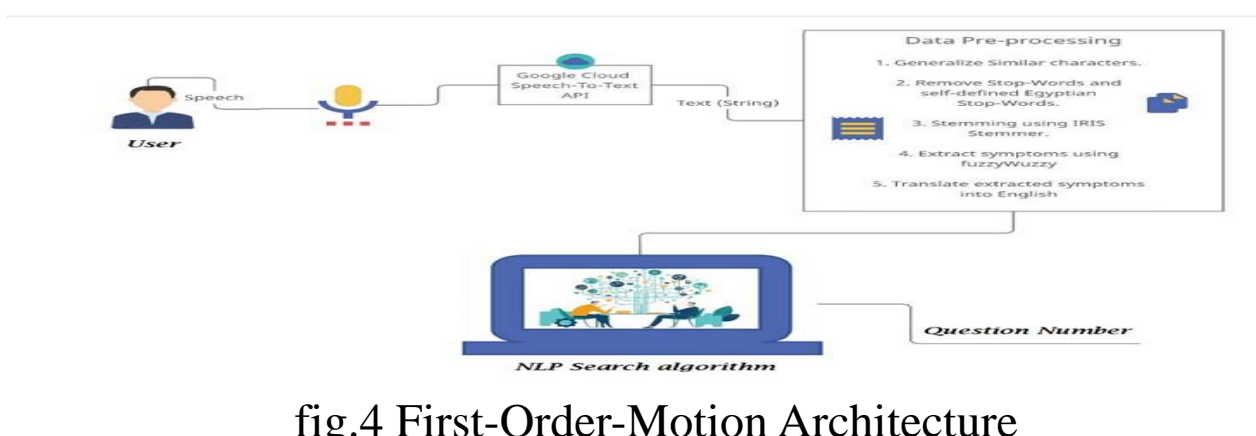 Data Pre-processing
1. Generalize Similar characters.
2. Remove Stop-Words and
self-defined Egyptian
Stop-Words.
3. Stemming using IRIS
Stemmer.
4. Extract symptoms using
fuzzyWuzzy
5. Translate extracted symptoms
into English
Google Cloud
Speech-To-Text
API
Speech
Text (String)
User
Question Number
NLP Search algorithm
fig.4 First-Order-Motion Architecture